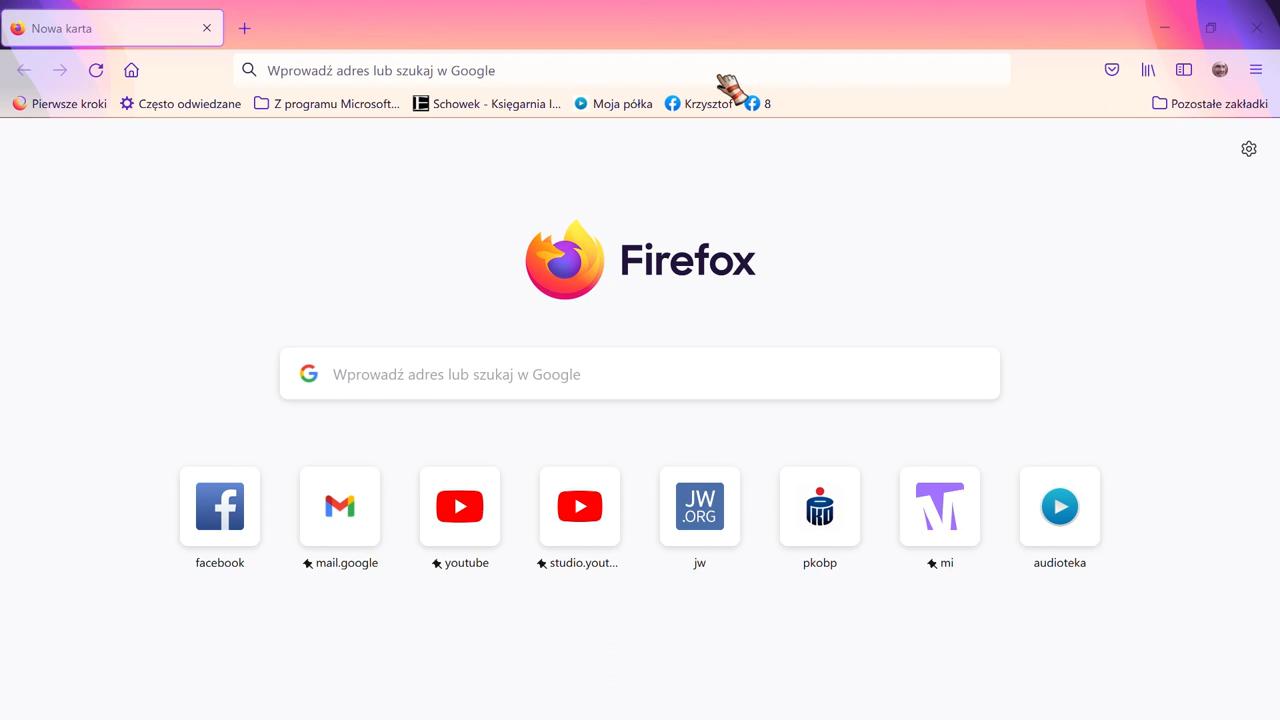 Nowa karta
Wprowadź adres lub szukaj w Google
Pierwsze kroki
Często odwiedzane
Z programu Microsoft...
Schowek - Księgarnia I...
Moja półka
Krzysztof
8
Pozostałe zakładki
Firefox
Wprowadź adres lub szukaj w Google
JW
.ORG
facebook
mail.google
youtube
studio.yout...
jw
pkobp
mi
audioteka